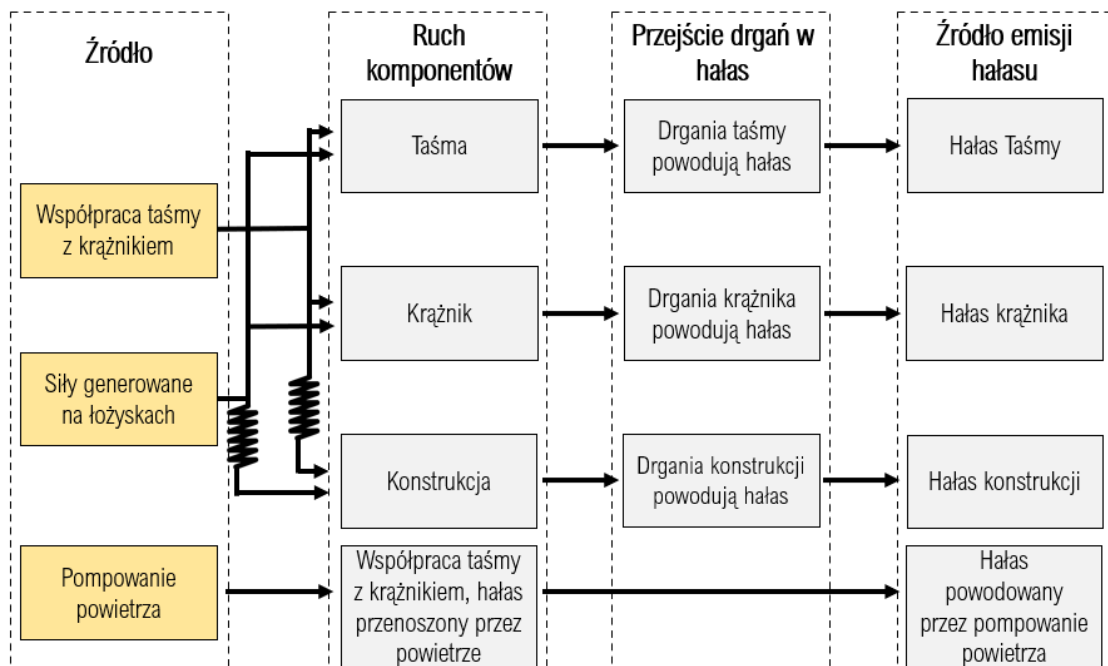 Źródło
Ruch
komponentów
Przejście drgań w
hałas
Źródło emisji
hałasu
Współpraca taśmy
z krążnikiem
Siły generowane
na łożyskach
Pompowanie
powietrza
Taśma
Drgania taśmy
powodują hałas
Hałas Taśmy
Krążnik
Drgania krążnika
powodują hałas
Hałas krążnika
Konstrukcja
Drgania konstrukcji
powodują hałas
Hałas konstrukcji
Współpraca taśmy
z krążnikiem, hałas
przenoszony przez
powietrze
Hałas
powodowany
przez pompowanie
powietrza